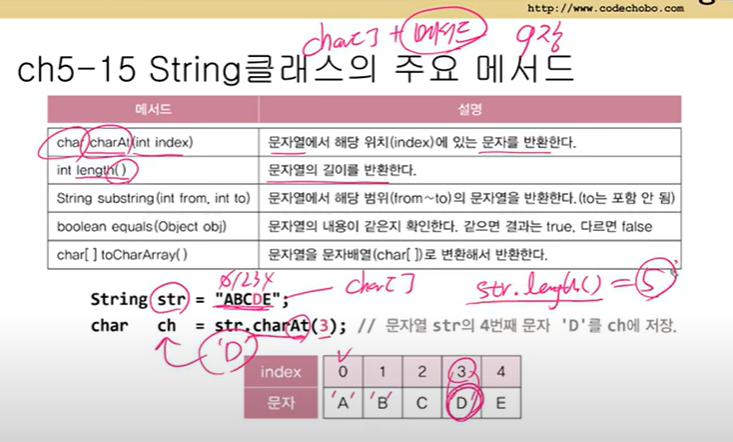 http://www.codechobo.com
char[] + 메서드 9장
ch5-15 String클래스의 주요 메서드
메서드 설명
char charAt(int index) 문자열에서 해당 위치(index)에 있는 문자를 반환한다.
int length() 문자열의 길이를 반환한다.
String substring(int from, int to) 문자열에서 해당 범위(from~to)의 문자열을 반환한다.(to는 포함 안 됨)
boolean equals(Object obj) 문자열의 내용이 같은지 확인한다. 같으면 결과는 true, 다르면 false
char[ ] toCharArray() 문자열을 문자배열(char[ ])로 변환해서 반환한다.
01234 char[]
String str = "ABCDE"; str.length() = 5
char ch = str.charAt(3); // 문자열 str의 4번째 문자 'D'를 ch에 저장.
'D'
index 0 1 2 3 4
문자 'A' 'B' C 'D' E